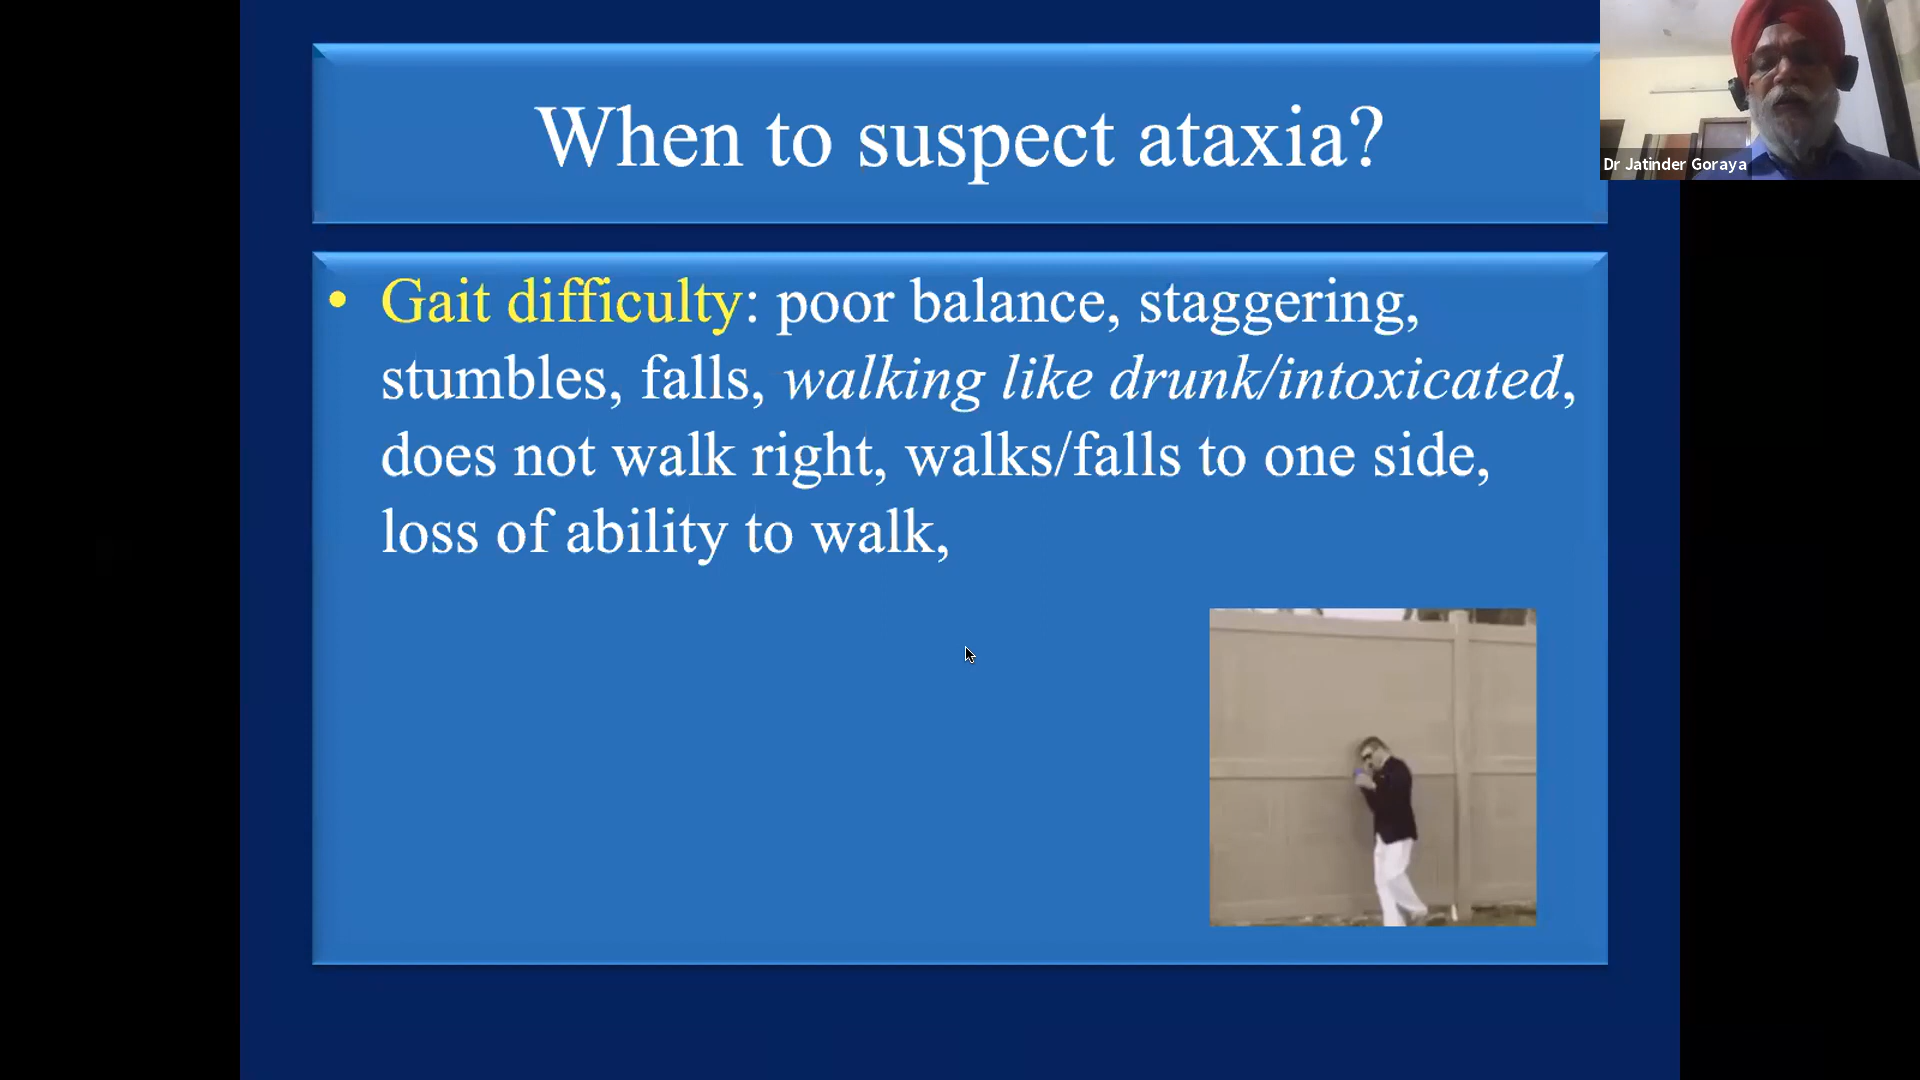 When to suspect ataxia?
Dr Jatinder Goraya
• Gait difficulty: poor balance, staggering,
stumbles, falls, walking like drunk/intoxicated,
does not walk right, walks/falls to one side,
loss of ability to walk,